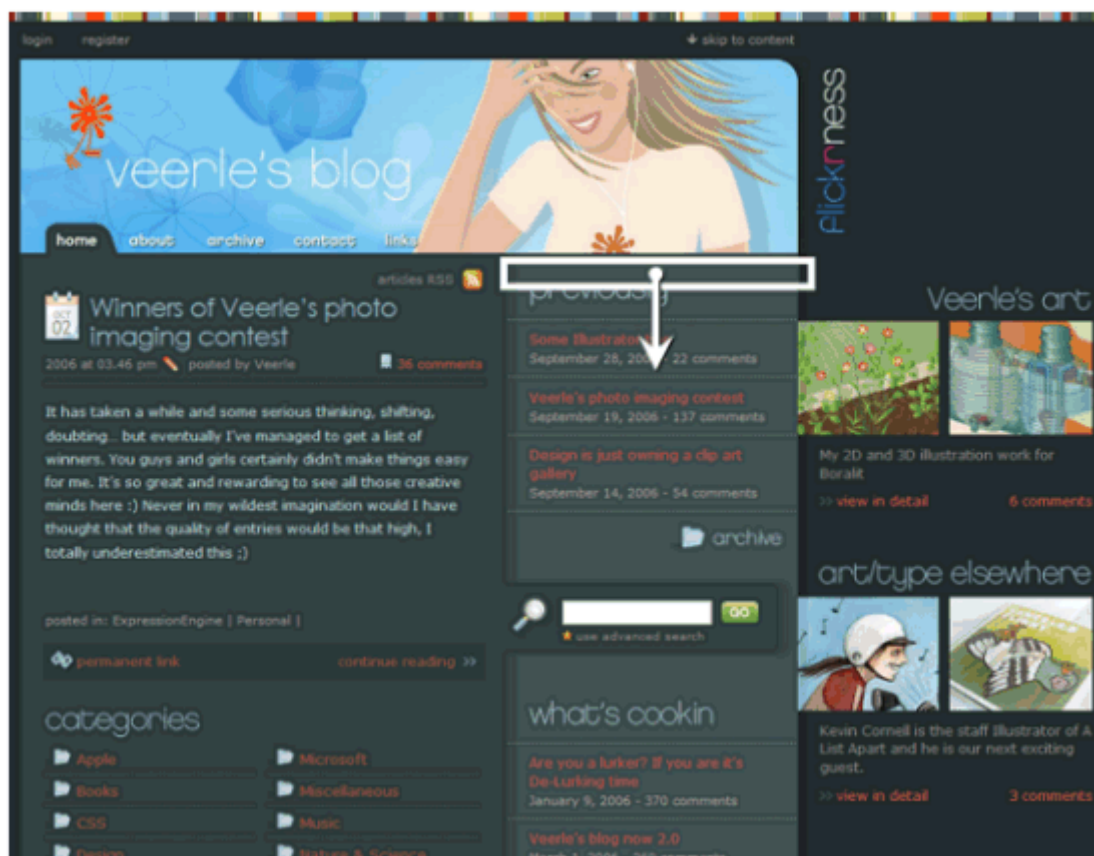 login register
skip to content
flickrness
veerle's blog
home about archive contact links
articles RSS
OCT
02
Winners of Veerle's photo
imaging contest
2006 at 03.46 pm posted by Veerle 36 comments
It has taken a while and some serious thinking, shifting,
doubting... but eventually I've managed to get a list of
winners. You guys and girls certainly didn't make things easy
for me. It's so great and rewarding to see all those creative
minds here :) Never in my wildest imagination would I have
thought that the quality of entries would be that high, I
totally underestimated this ;)
posted in: ExpressionEngine | Personal |
permanent link continue reading >>
categories
Apple Microsoft
Books Miscellaneous
CSS Music
Design Nature & Science
previously
Some Illustrator
September 28, 22 comments
Veerle's photo imaging contest
September 19, 2006 - 137 comments
Design is just owning a clip art
gallery
September 14, 2006 - 54 comments
archive
GO
use advanced search
what's cookin
Are you a lurker? If you are it's
De-Lurking time
January 9, 2006 - 370 comments
Veerle's blog now 2.0
Veerle's art
My 2D and 3D illustration work for
Boralit
>> view in detail 6 comments
art/type elsewhere
Kevin Cornell is the staff Illustrator of A
List Apart and he is our next exciting
guest.
>> view in detail 3 comments